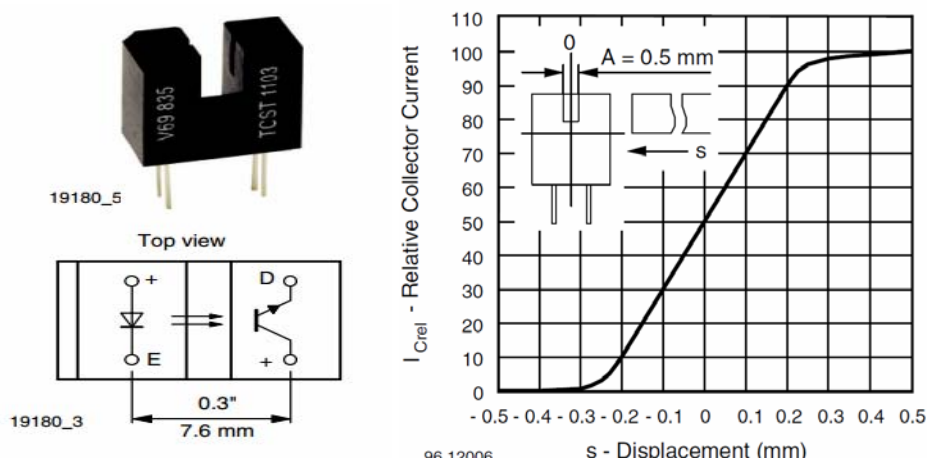 V69 835
TCST 1103
19180_5
Top view
+
D
E
+
0.3"
7.6 mm
19180_3
I Crel - Relative Collector Current
110
100
90
80
70
60
50
40
30
20
10
0
0
A = 0.5 mm
s
- 0.5 - 0.4 - 0.3 - 0.2 - 0.1 0 0.1 0.2 0.3 0.4 0.5
96 12006
s - Displacement (mm)